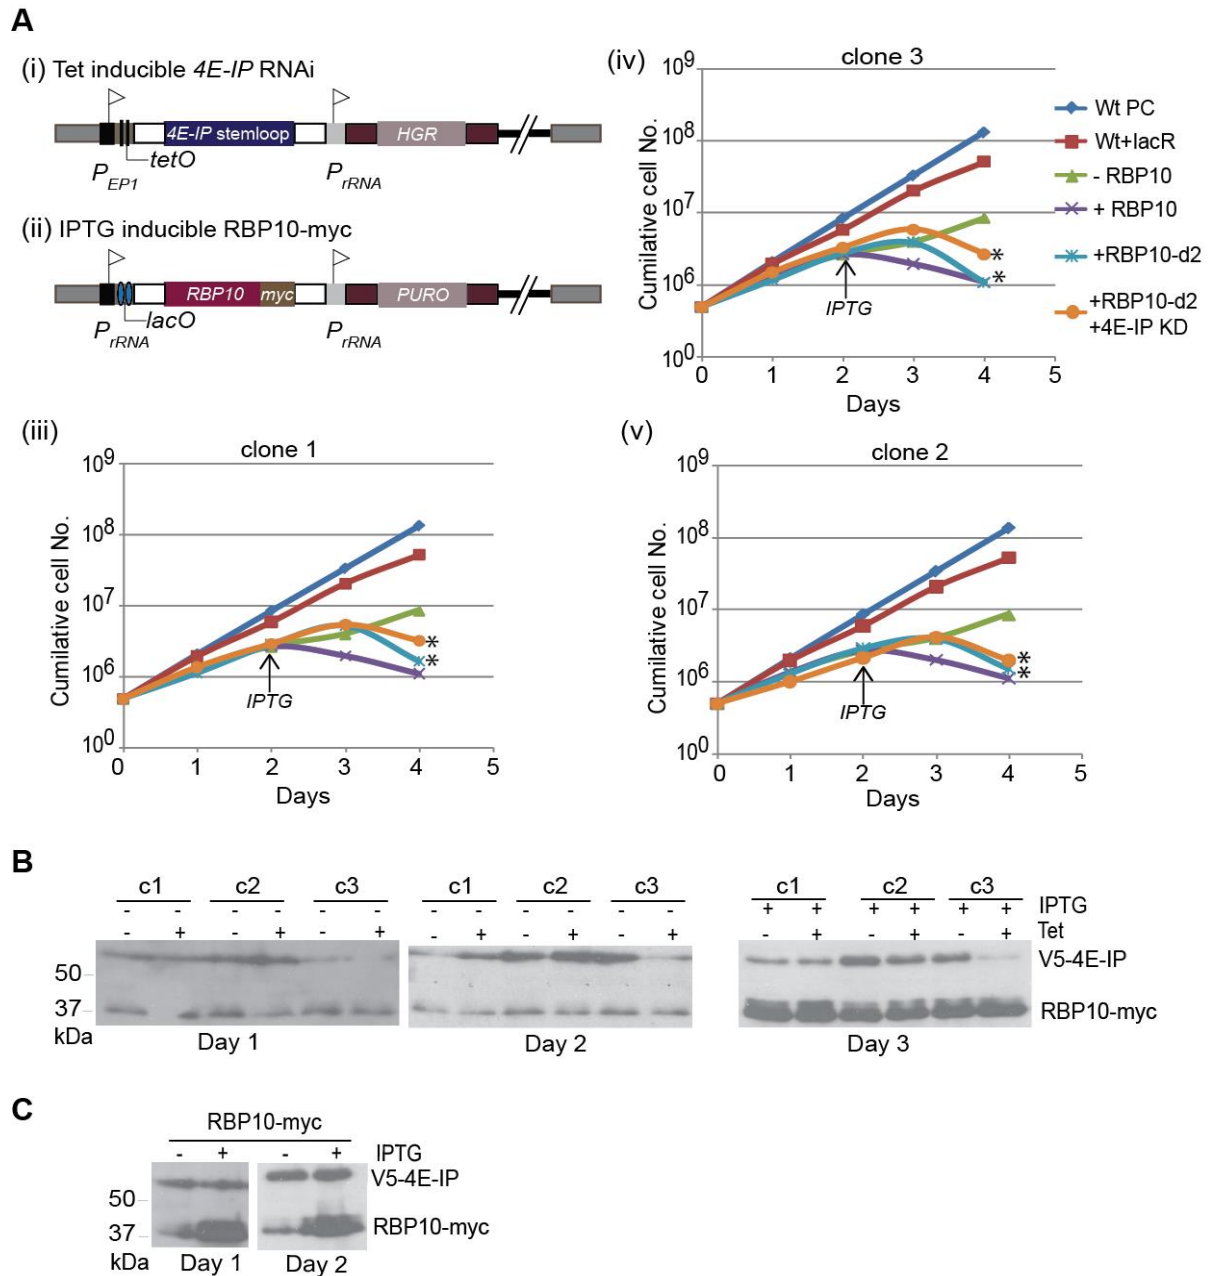 A
(i) Tet inducible 4E-IP RNAi
4E-IP stemloop
HGR
tetO
P EP1
P rRNA
(ii) IPTG inducible RBP10-myc
RBP10 myc
PURO
lacO
P rRNA
P rRNA
(iv)
clone 3
Cumilative cell No.
10^9
10^8
10^7
10^6
10^0
IPTG
*
*
0 1 2 3 4 5
Days
Wt PC
Wt+lacR
- RBP10
+ RBP10
+RBP10-d2
+RBP10-d2
+4E-IP KD
(iii)
clone 1
Cumilative cell No.
10^9
10^8
10^7
10^6
10^0
IPTG
*
*
0 1 2 3 4 5
Days
(v)
clone 2
Cumilative cell No.
10^9
10^8
10^7
10^6
10^0
IPTG
*
*
0 1 2 3 4 5
Days
B
c1 c2 c3 c1 c2 c3 c1 c2 c3
- - - - - - - - - - - - + + + + + + IPTG
- + - + - + - + - + - + - + - + - + Tet
V5-4E-IP
50
37
RBP10-myc
kDa
Day 1 Day 2 Day 3
C
RBP10-myc
- + - + IPTG
V5-4E-IP
50
RBP10-myc
37
kDa Day 1 Day 2